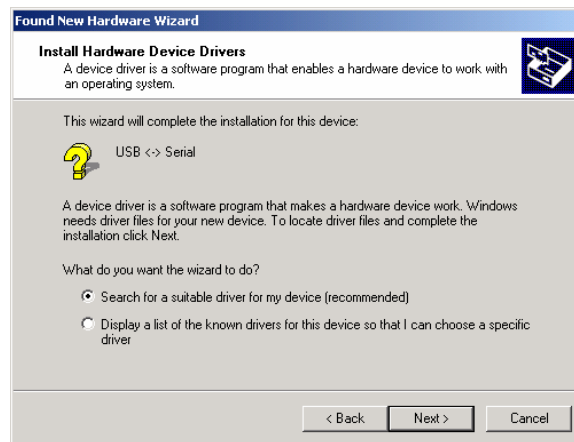 Found New Hardware Wizard
Install Hardware Device Drivers
A device driver is a software program that enables a hardware device to work with
an operating system.
This wizard will complete the installation for this device:
USB <-> Serial
A device driver is a software program that makes a hardware device work. Windows
needs driver files for your new device. To locate driver files and complete the
installation click Next.
What do you want the wizard to do?
Search for a suitable driver for my device (recommended)
Display a list of the known drivers for this device so that I can choose a specific
driver
< Back
Next >
Cancel